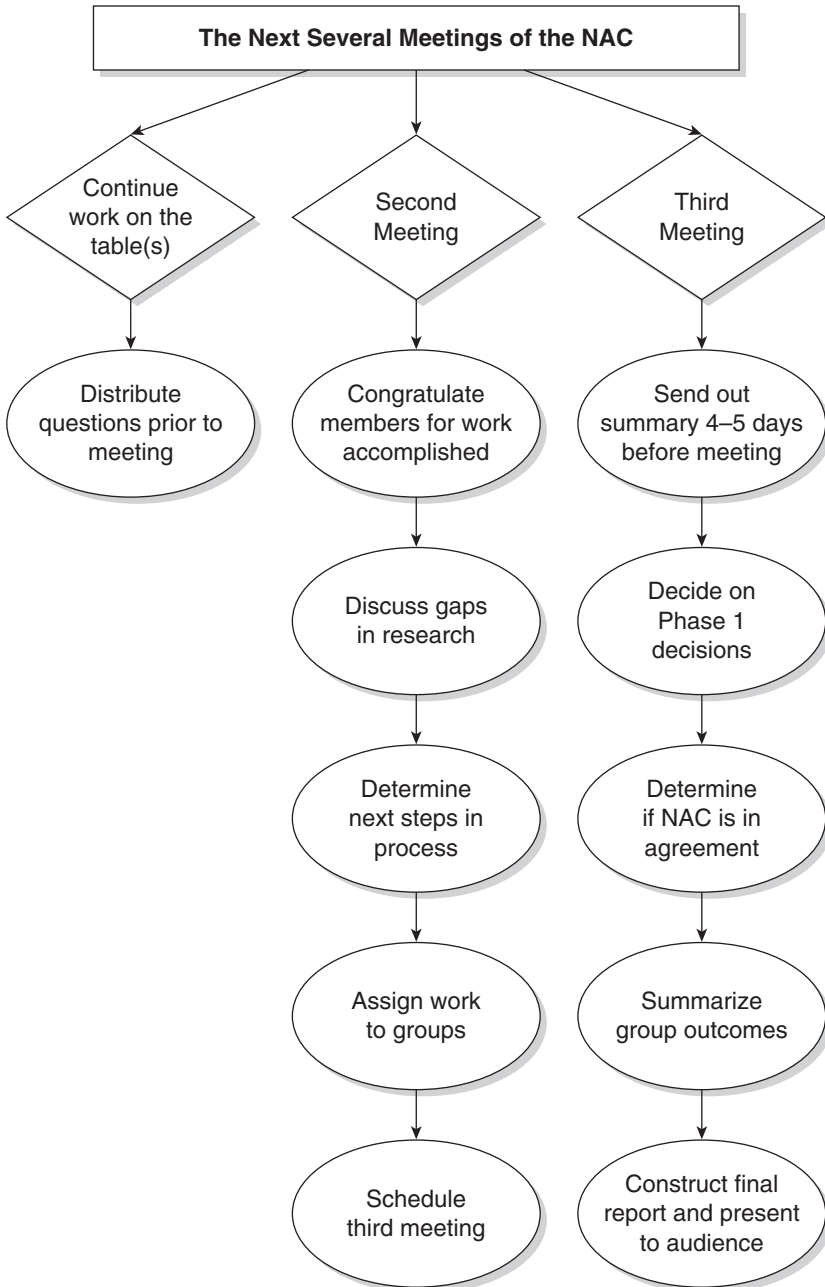 The Next Several Meetings of the NAC
Continue
work on the
table(s)
Distribute
questions prior to
meeting
Second
Meeting
Congratulate
members for work
accomplished
Discuss gaps
in research
Determine
next steps in
process
Assign work
to groups
Schedule
third meeting
Third
Meeting
Send out
summary 4–5 days
before meeting
Decide on
Phase 1
decisions
Determine
if NAC is in
agreement
Summarize
group outcomes
Construct final
report and present
to audience